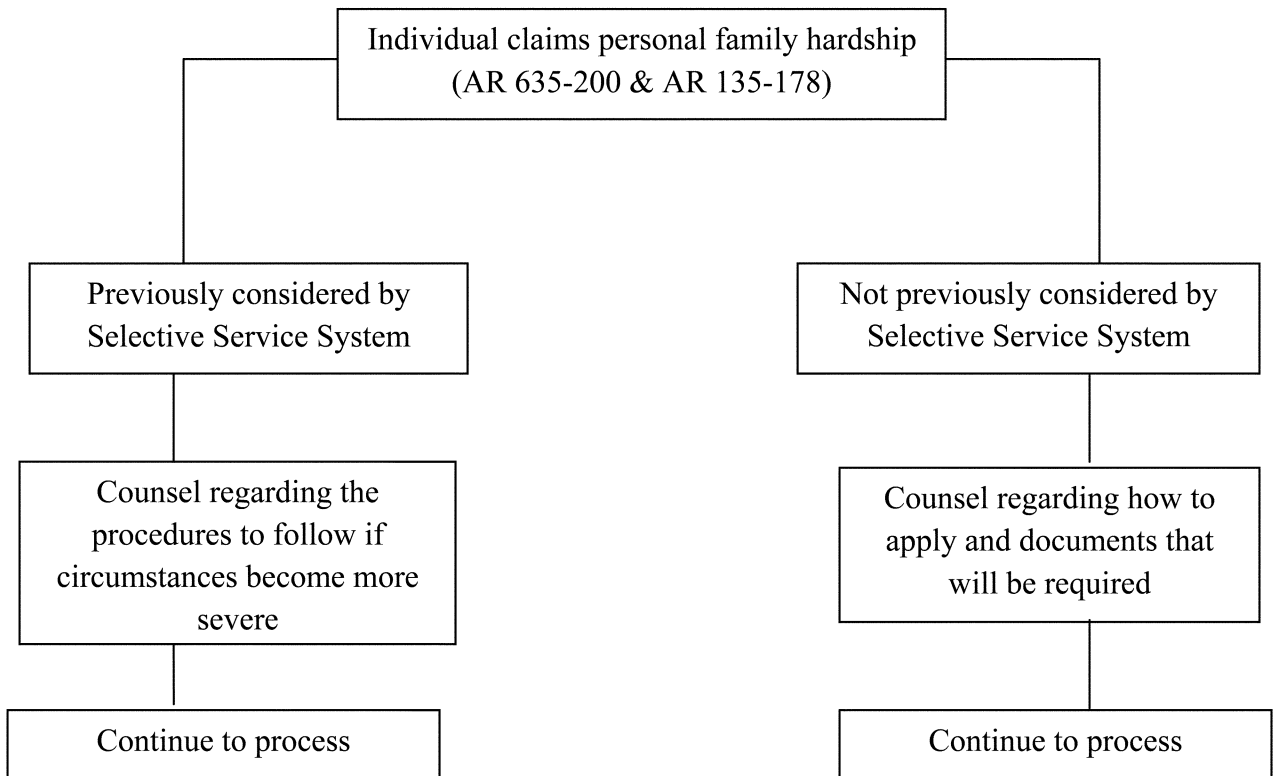 Individual claims personal family hardship
(AR 635-200 & AR 135-178)
Previously considered by
Selective Service System
Not previously considered by
Selective Service System
Counsel regarding the
procedures to follow if
circumstances become more
severe
Counsel regarding how to
apply and documents that
will be required
Continue to process
Continue to process